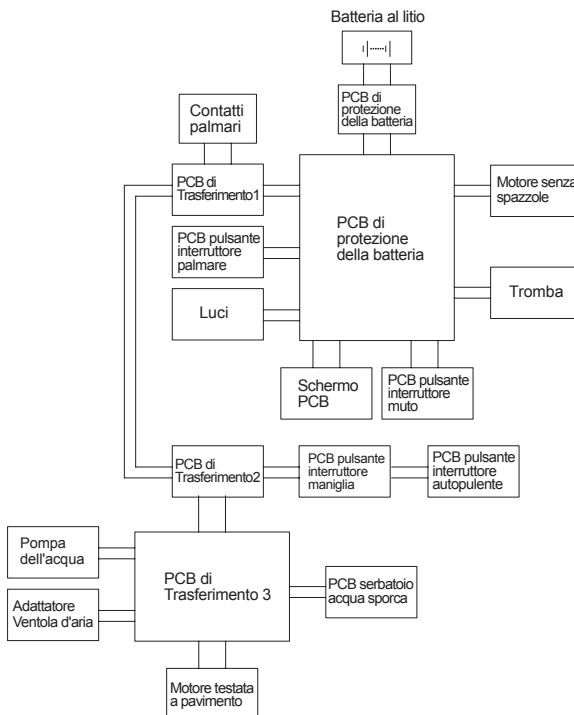 Batteria al litio
PCB di
protezione
della batteria
Contatti
palmari
PCB di
Trasferimento1
PCB di
protezione
della batteria
Motore senza
spazzole
PCB pulsante
interruttore
palmare
Luci
Tromba
Schermo
PCB
PCB pulsante
interruttore
muto
PCB di
Trasferimento2
PCB pulsante
interruttore
maniglia
PCB pulsante
interruttore
autopulente
Pompa
dell'acqua
PCB di
Trasferimento 3
PCB serbatoio
acqua sporca
Adattatore
Ventola d'aria
Motore testata
a pavimento